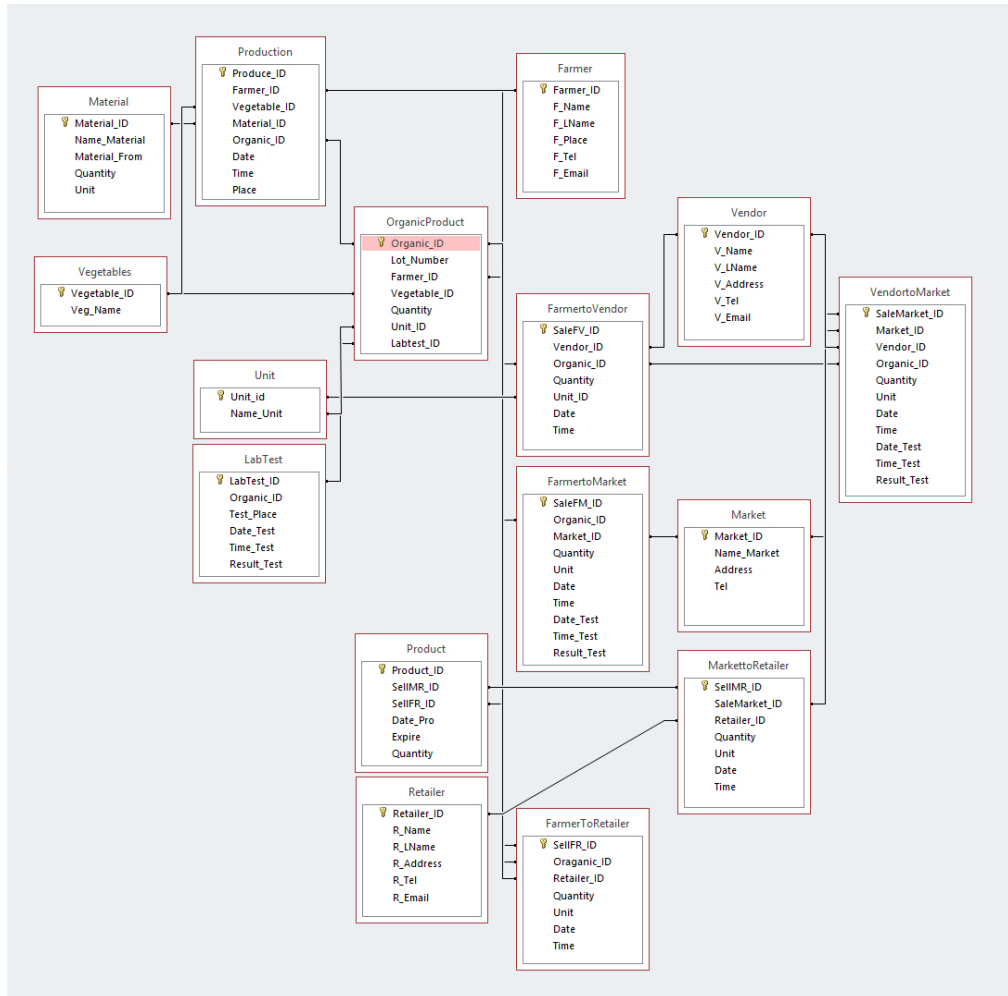 Production
Produce_ID
Farmer_ID
Vegetable_ID
Material_ID
Organic_ID
Date
Time
Place
Material
Material_ID
Name_Material
Material_From
Quantity
Unit
Farmer
Farmer_ID
F_Name
F_LName
F_Place
F_Tel
F_Email
OrganicProduct
Organic_ID
Lot_Number
Farmer_ID
Vegetable_ID
Quantity
Unit_ID
Labtest_ID
Vendor
Vendor_ID
V_Name
V_LName
V_Address
V_Tel
V_Email
Vegetables
Vegetable_ID
Veg_Name
VendortoMarket
SaleMarket_ID
Market_ID
Vendor_ID
Organic_ID
Quantity
Unit
Date
Time
Date_Test
Time_Test
Result_Test
FarmertoVendor
SaleFV_ID
Vendor_ID
Organic_ID
Quantity
Unit_ID
Date
Time
Unit
Unit_id
Name_Unit
LabTest
LabTest_ID
Organic_ID
Test_Place
Date_Test
Time_Test
Result_Test
FarmertoMarket
SaleFM_ID
Organic_ID
Market_ID
Quantity
Unit
Date
Time
Date_Test
Time_Test
Result_Test
Market
Market_ID
Name_Market
Address
Tel
Product
Product_ID
SellMR_ID
SellFR_ID
Date_Pro
Expire
Quantity
MarkettoRetailer
SellMR_ID
SaleMarket_ID
Retailer_ID
Quantity
Unit
Date
Time
Retailer
Retailer_ID
R_Name
R_LName
R_Address
R_Tel
R_Email
FarmerToRetailer
SellFR_ID
Oraganic_ID
Retailer_ID
Quantity
Unit
Date
Time